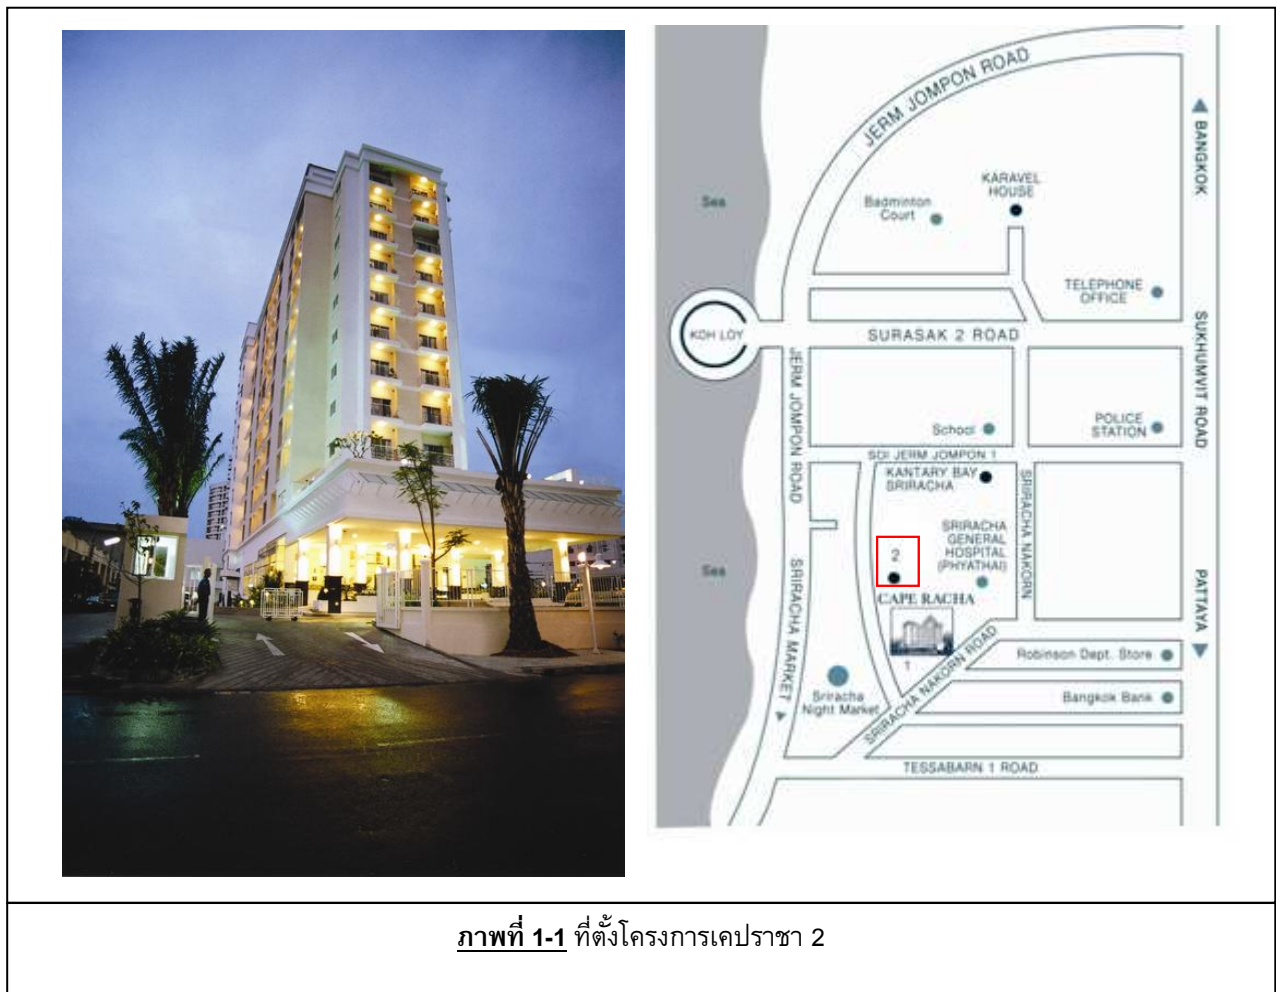 JERM JOMPON ROAD
BANGKOK
KARAVEL
HOUSE
Badminton
Court
Sea
TELEPHONE
OFFICE
KOH LOY
SURASAK 2 ROAD
SUKHUMVIT ROAD
JERM JOMPON ROAD
School
POLICE
STATION
SOI JERM JOMPON 1
KANTARY BAY
SRIRACHA
SRIRACHA NAKORN
SRIRACHA
GENERAL
HOSPITAL
(PHYATHAI)
2
CAPE RACHA
1
Sea
SRIRACHA MARKET
PATTAYA
SRIRACHA NAKORN ROAD
Robinson Dept. Store
Bangkok Bank
Sriracha
Night Market
TESSABARN 1 ROAD
ภาพที่ 1-1 ที่ตั้งโครงการเคปราชา 2